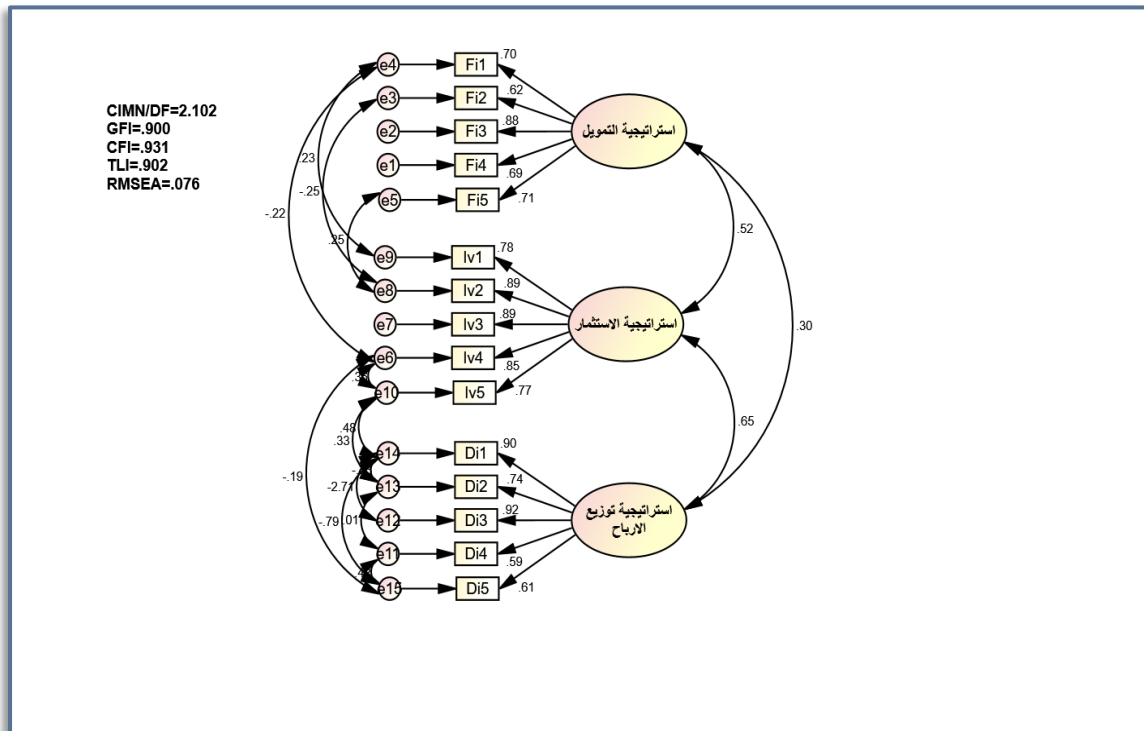 CIMN/DF=2.102
GFI=.900
CFI=.931
TLI=.902
RMSEA=.076
e4 Fi1 .70
e3 Fi2 .62
e2 Fi3 .88
e1 Fi4 .69
e5 Fi5 .71
استراتيجية التمويل
.23
-.25
-.22
.25
.52
e9 Iv1 .78
e8 Iv2 .89
e7 Iv3 .89
e6 Iv4 .85
e10 Iv5 .77
استراتيجية الاستثمار
.30
.65
.48
.33
e14 Di1 .90
e13 Di2 .74
e12 Di3 .92
e11 Di4 .59
e15 Di5 .61
استراتيجية توزيع
الارباح
-.19
-2.71
-.79
.01